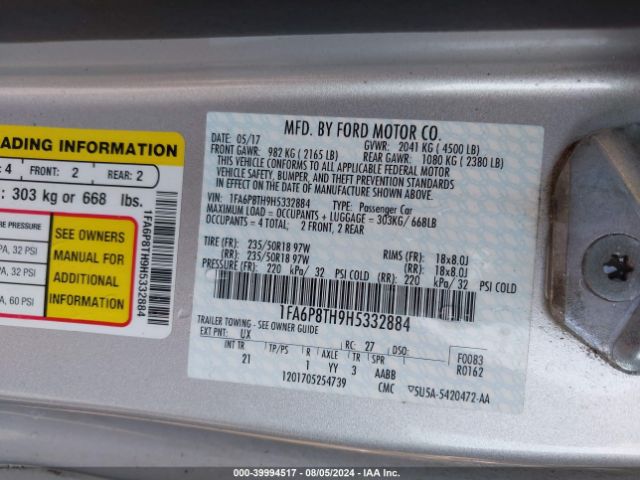 OADING INFORMATION
: 4 FRONT: 2 REAR: 2
: 303 kg or 668 lbs.
RE PRESSURE
PA, 32 PSI
PA, 32 PSI
PA, 60 PSI
SEE OWNERS
MANUAL FOR
ADDITIONAL
INFORMATION
1FA6P8TH9H5332884
MFD. BY FORD MOTOR CO.
DATE: 05/17 GVWR: 2041 KG ( 4500 LB)
FRONT GAWR: 982 KG ( 2165 LB) REAR GAWR: 1080 KG ( 2380 LB)
THIS VEHICLE CONFORMS TO ALL APPLICABLE FEDERAL MOTOR
VEHICLE SAFETY, BUMPER, AND THEFT PREVENTION STANDARDS
IN EFFECT ON THE DATE OF MANUFACTURE SHOWN ABOVE.
VIN: 1FA6P8TH9H5332884 TYPE: Passenger Car
MAXIMUM LOAD = OCCUPANTS + LUGGAGE = 303KG/ 668LB
OCCUPANTS = 4 TOTAL; 2 FRONT, 2 REAR
TIRE (FR): 235/50R18 97W RIMS (FR): 18x8.0J
TIRE (RR): 235/50R18 97W RIMS (RR): 18x8.0J
PRESSURE (FR): 220 kPa/ 32 PSI COLD (RR): 220 kPa/ 32 PSI COLD
1FA6P8TH9H5332884
TRAILER TOWING - SEE OWNER GUIDE
EXT PNT: UX RC: 27 DSO: F0083
INT TR TP/PS R AXLE TR SPR R0162
21 1 YY 3 AABB
1201705254739 CMC SU5A-5420472-AA
000-39994517 - 08/05/2024 - IAA Inc.